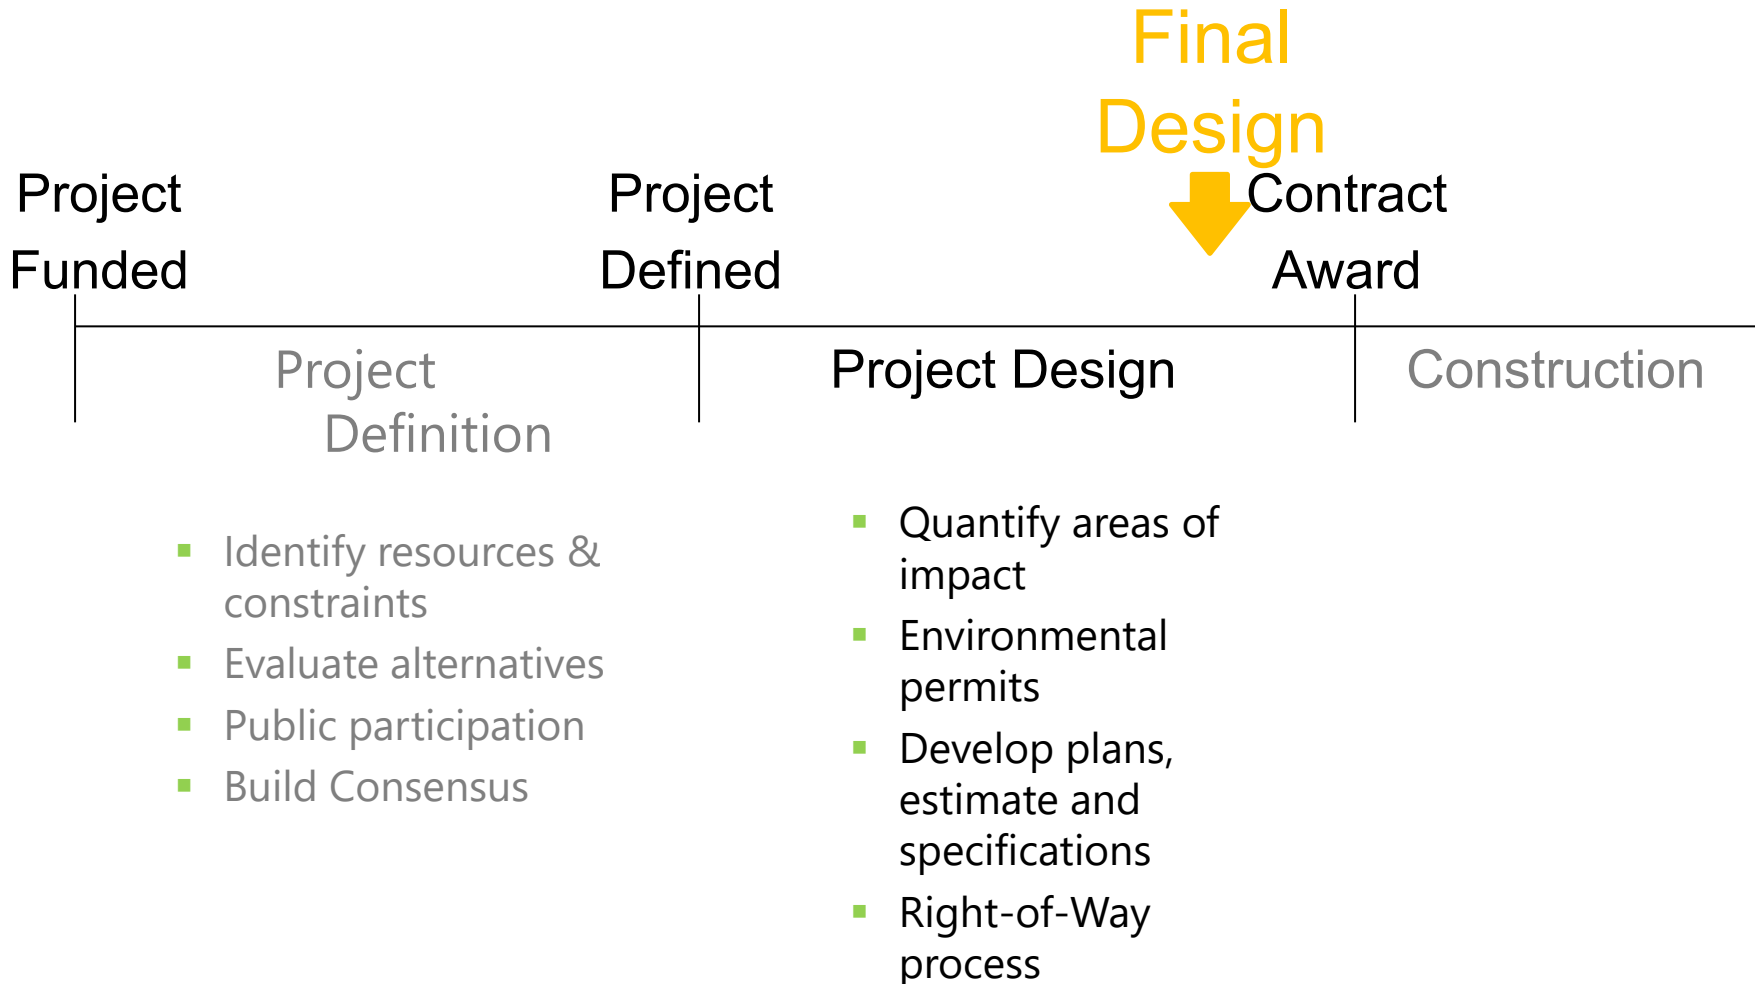 Final
Design
Project
Funded
Project
Defined
Contract
Award
Project
Definition
Project Design
Construction
▪ Identify resources &
constraints
▪ Evaluate alternatives
▪ Public participation
▪ Build Consensus
▪ Quantify areas of
impact
▪ Environmental
permits
▪ Develop plans,
estimate and
specifications
▪ Right-of-Way
process